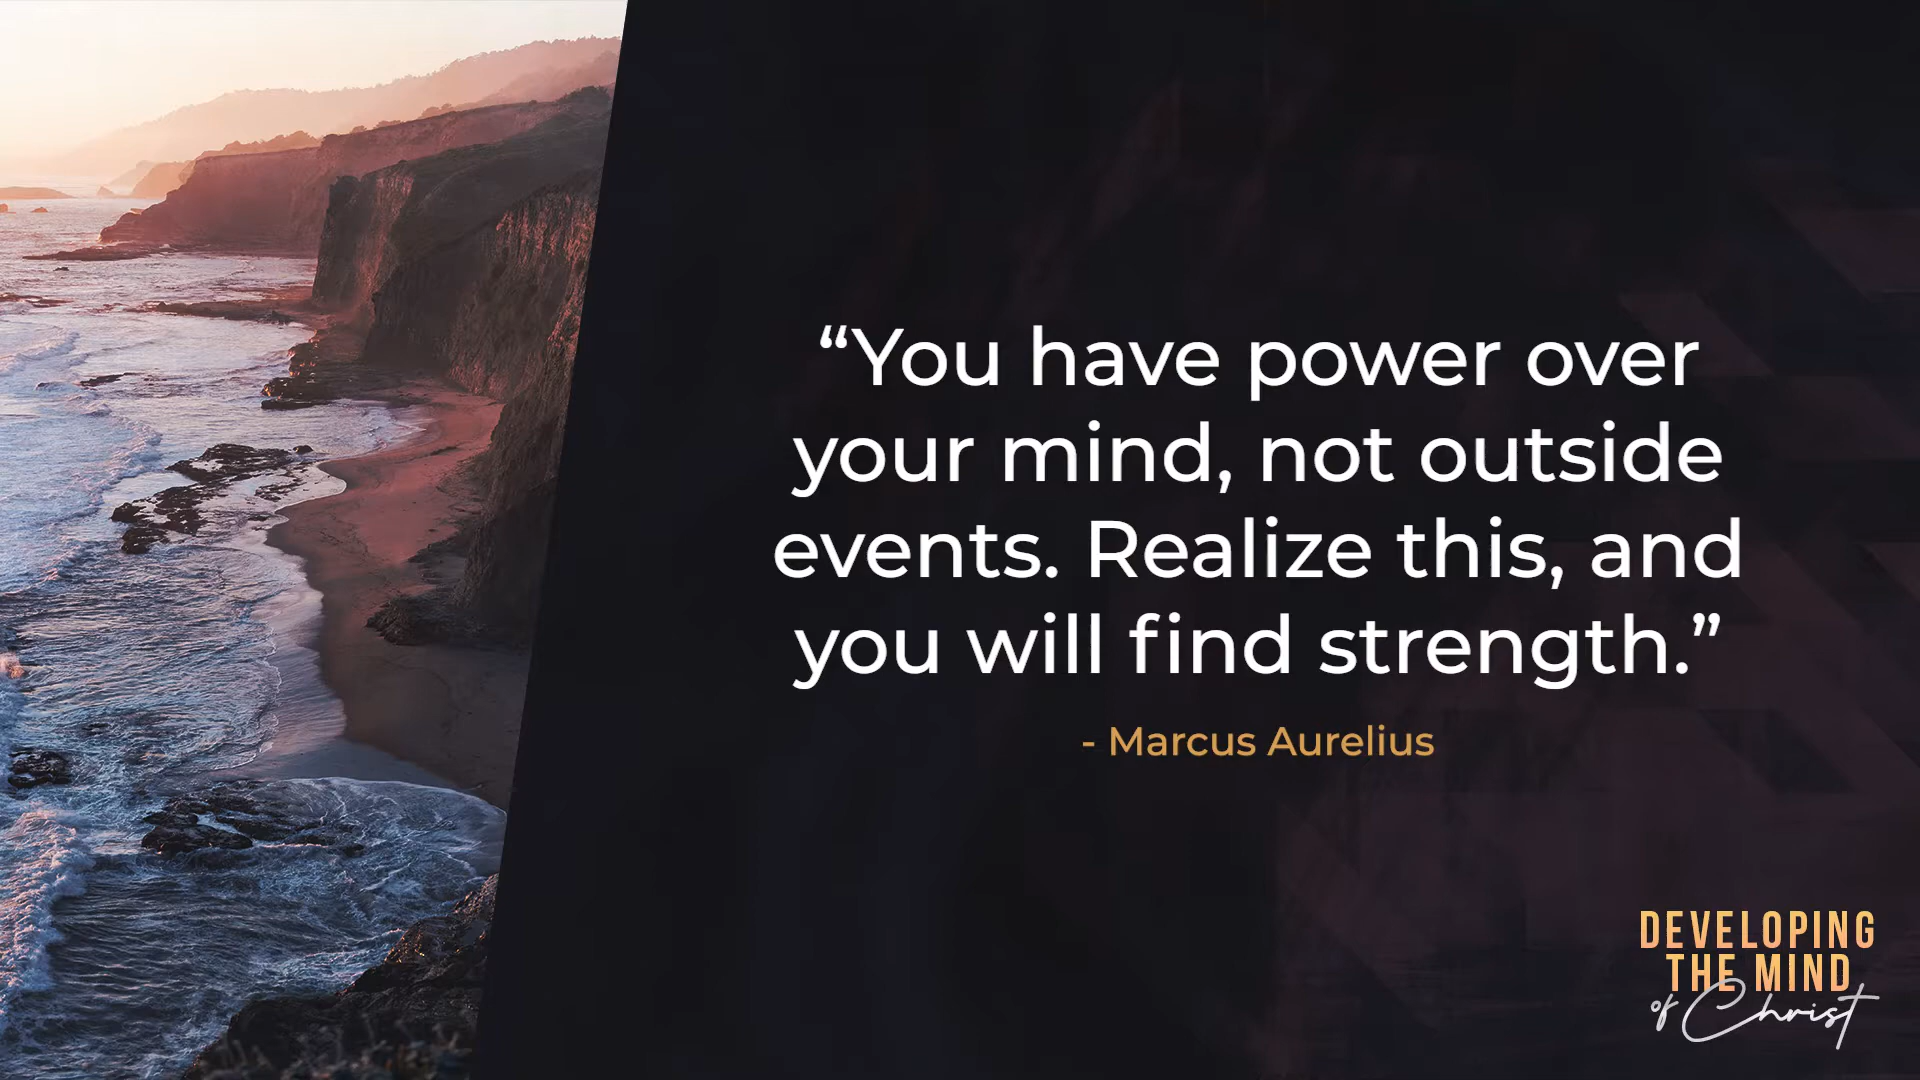 “You have power over
your mind, not outside
events. Realize this, and
you will find strength.”
- Marcus Aurelius
DEVELOPING
THE MIND
of Christ